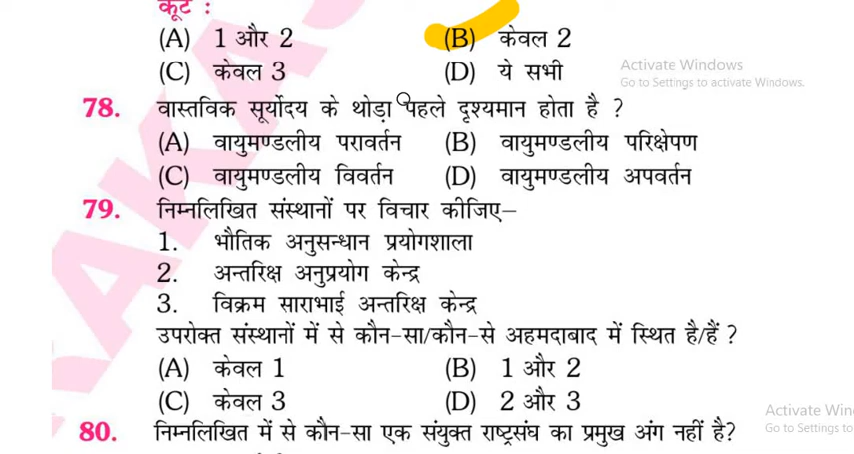 कूट :
(A) 1 और 2 (B) केवल 2
(C) केवल 3 (D) ये सभी
Activate Windows
Go to Settings to activate Windows.
78. वास्तविक सूर्योदय के थोड़ा पहले दृश्यमान होता है ?
(A) वायुमण्डलीय परावर्तन (B) वायुमण्डलीय परिक्षेपण
(C) वायुमण्डलीय विवर्तन (D) वायुमण्डलीय अपवर्तन
79. निम्नलिखित संस्थानों पर विचार कीजिए–
1. भौतिक अनुसन्धान प्रयोगशाला
2. अन्तरिक्ष अनुप्रयोग केन्द्र
3. विक्रम साराभाई अन्तरिक्ष केन्द्र
उपरोक्त संस्थानों में से कौन-सा/कौन-से अहमदाबाद में स्थित है/हैं ?
(A) केवल 1 (B) 1 और 2
(C) केवल 3 (D) 2 और 3
Activate Win
Go to Settings to
80. निम्नलिखित में से कौन-सा एक संयुक्त राष्ट्रसंघ का प्रमुख अंग नहीं है?